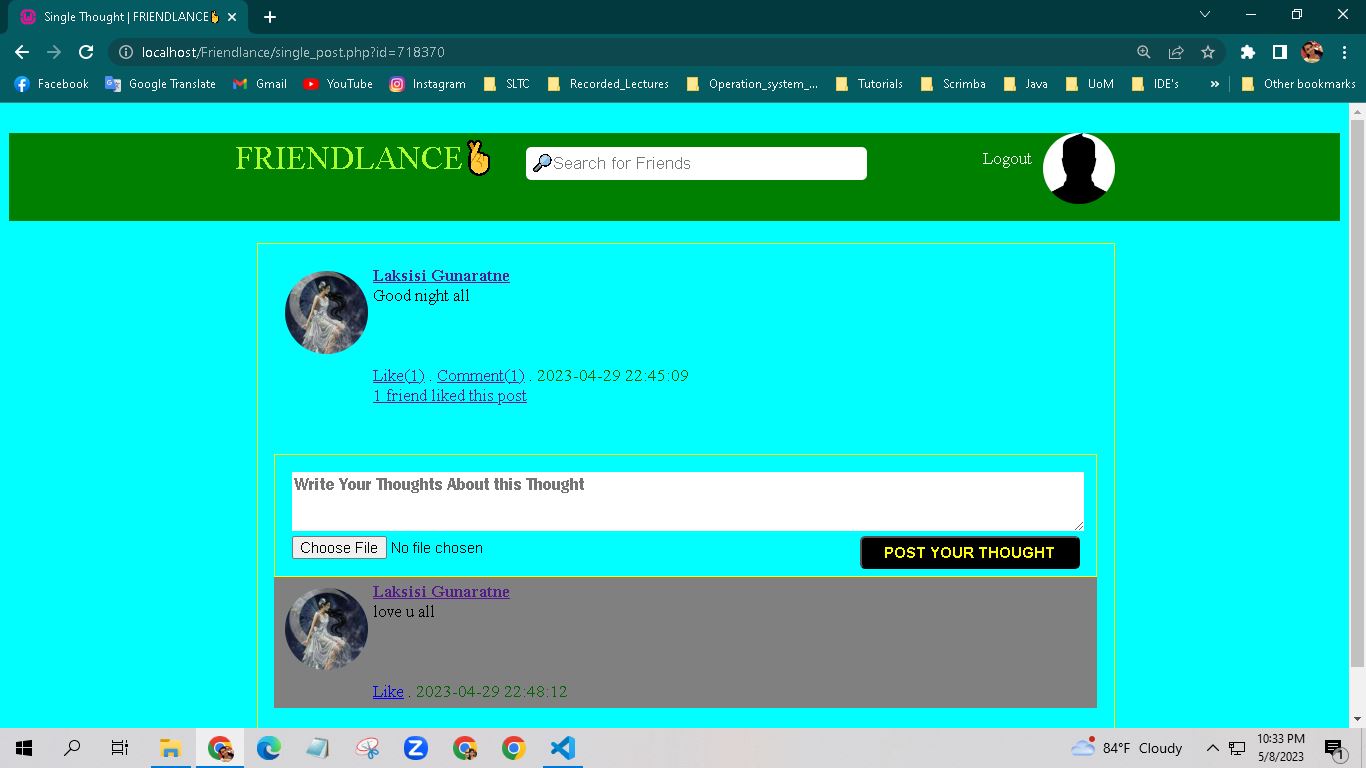 Single Thought | FRIENDLANCE
localhost/Friendlance/single_post.php?id=718370
Facebook Google Translate Gmail YouTube Instagram SLTC Recorded_Lectures Operation_system_... Tutorials Scrimba Java UoM IDE's » Other bookmarks
FRIENDLANCE Search for Friends Logout
Laksisi Gunaratne
Good night all
Like(1) . Comment(1) . 2023-04-29 22:45:09
1 friend liked this post
Write Your Thoughts About this Thought
Choose File No file chosen POST YOUR THOUGHT
Laksisi Gunaratne
love u all
Like . 2023-04-29 22:48:12
84°F Cloudy 10:33 PM
5/8/2023
1